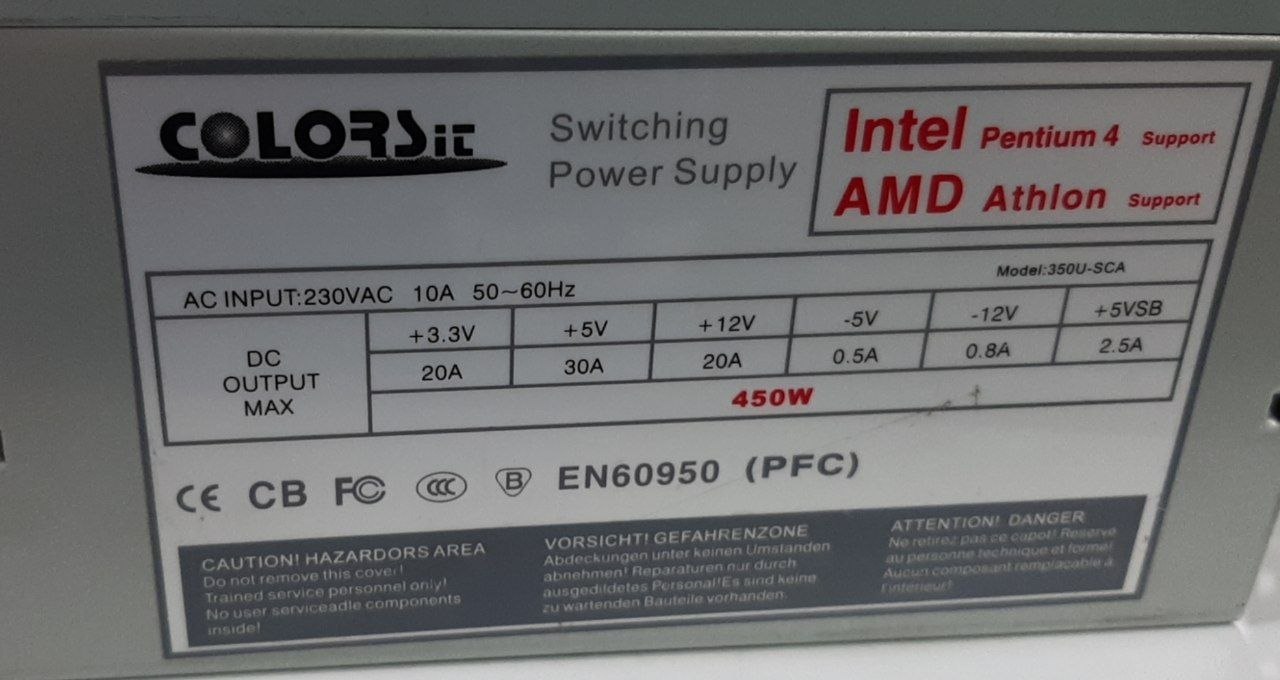 COLORSit
Switching
Power Supply
Intel Pentium 4 Support
AMD Athlon Support
AC INPUT:230VAC 10A 50~60Hz
Model:350U-SCA
DC
OUTPUT
MAX
+3.3V +5V +12V -5V -12V +5VSB
20A 30A 20A 0.5A 0.8A 2.5A
450W
CE CB FC CCC B EN60950 (PFC)
CAUTION! HAZARDORS AREA
Do not remove this cover!
Trained service personnel only!
No user serviceadle components
inside!
VORSICHT! GEFAHRENZONE
Abdeckungen unter keinen Umstanden
abnehmen! Reparaturen nur durch
ausgedildetes Personal!Es sind keine
zu wartenden Bauteile vorhanden.
ATTENTION! DANGER
Ne retirez pas ce capot! Reserve
au personne technique et forme!
Aucun composant remplacable a
l'interieur!